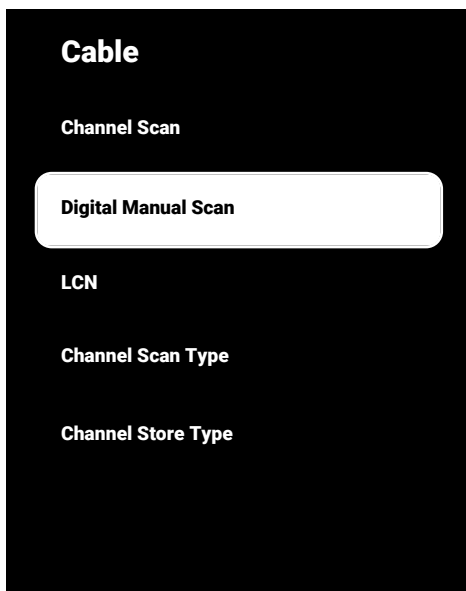 Cable
Channel Scan
Digital Manual Scan
LCN
Channel Scan Type
Channel Store Type